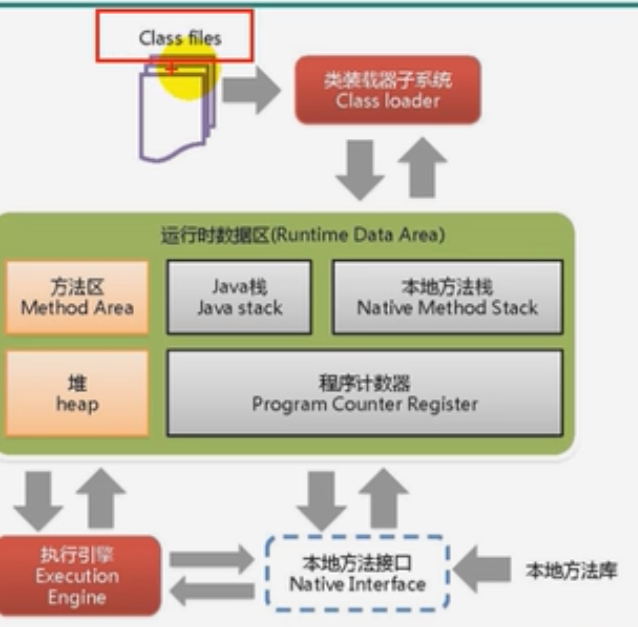 Class files
类装载器子系统
Class loader
运行时数据区(Runtime Data Area)
方法区
Method Area
Java栈
Java stack
本地方法栈
Native Method Stack
堆
heap
程序计数器
Program Counter Register
执行引擎
Execution
Engine
本地方法接口
Native Interface
本地方法库